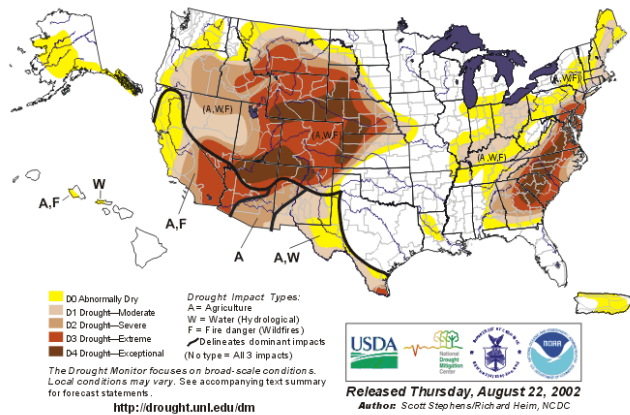 (A,W,F)
(A,W,F)
(A,W,F)
(A,W,F)
A,F
W
A,F
A
A,W
D0 Abnormally Dry
D1 Drought—Moderate
D2 Drought—Severe
D3 Drought—Extreme
D4 Drought—Exceptional
Drought Impact Types:
A = Agriculture
W = Water (Hydrological)
F = Fire danger (Wildfires)
Delineates dominant impacts
(No type = All 3 impacts)
The Drought Monitor focuses on broad-scale conditions.
Local conditions may vary. See accompanying text summary
for forecast statements.
http://drought.unl.edu/dm
USDA
National
Drought
Mitigation
Center
NOAA
Released Thursday, August 22, 2002
Author: Scott Stephens/Richard Heim, NCDC